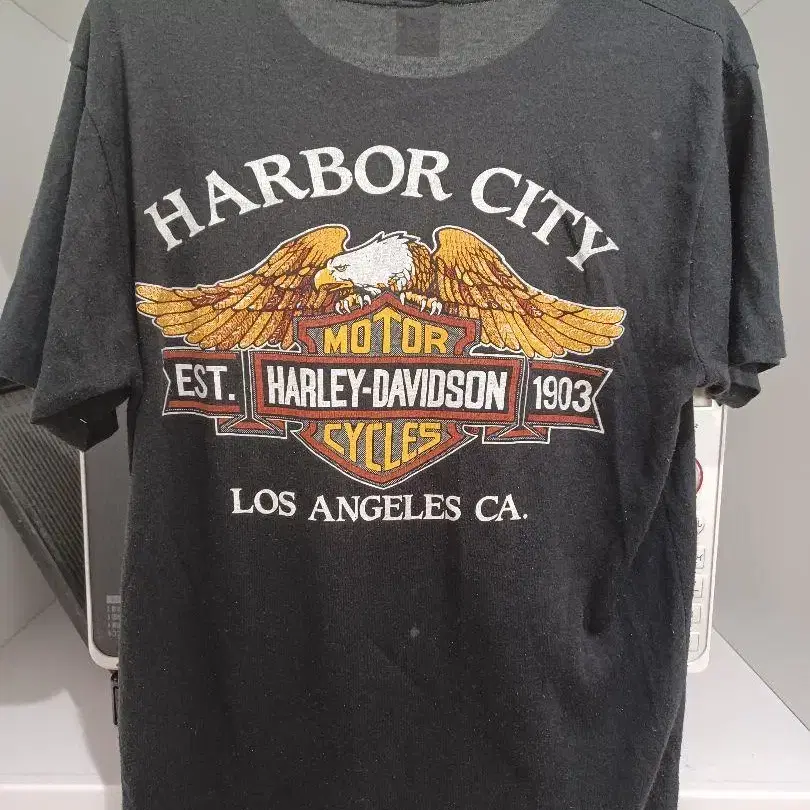 HARBOR CITY
MOTOR
EST. HARLEY-DAVIDSON 1903
CYCLES
LOS ANGELES CA.